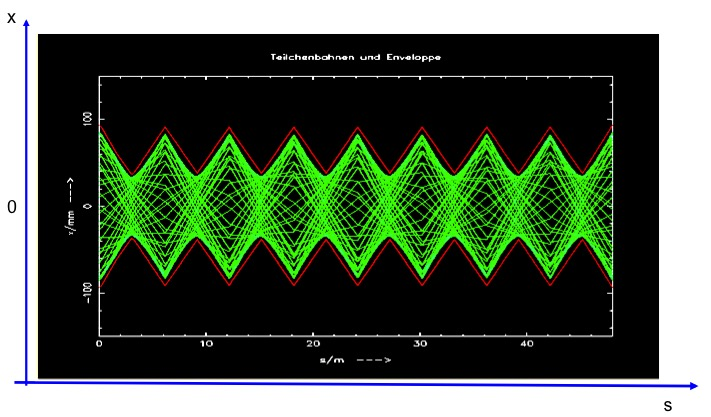 x
Teilchenbahnen und Enveloppe
100
0
0
x/mm --->
-100
0 10 20 30 40
s/m --->
s